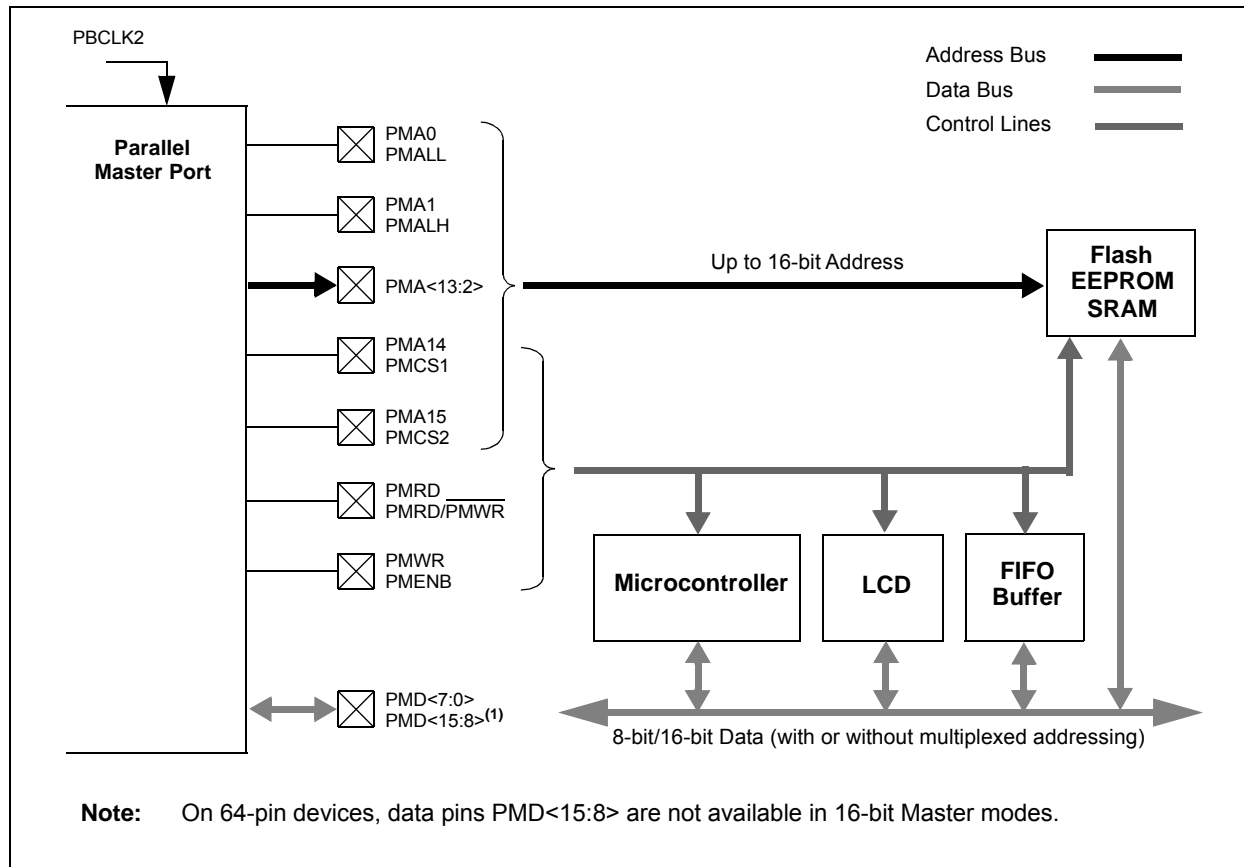 PBCLK2
Address Bus
Data Bus
Control Lines
Parallel
Master Port
PMA0
PMALL
PMA1
PMALH
PMA<13:2>
PMA14
PMCS1
PMA15
PMCS2
PMRD
PMRD/PMWR
PMWR
PMENB
PMD<7:0>
PMD<15:8>(1)
Up to 16-bit Address
Flash
EEPROM
SRAM
Microcontroller
LCD
FIFO
Buffer
8-bit/16-bit Data (with or without multiplexed addressing)
Note: On 64-pin devices, data pins PMD<15:8> are not available in 16-bit Master modes.